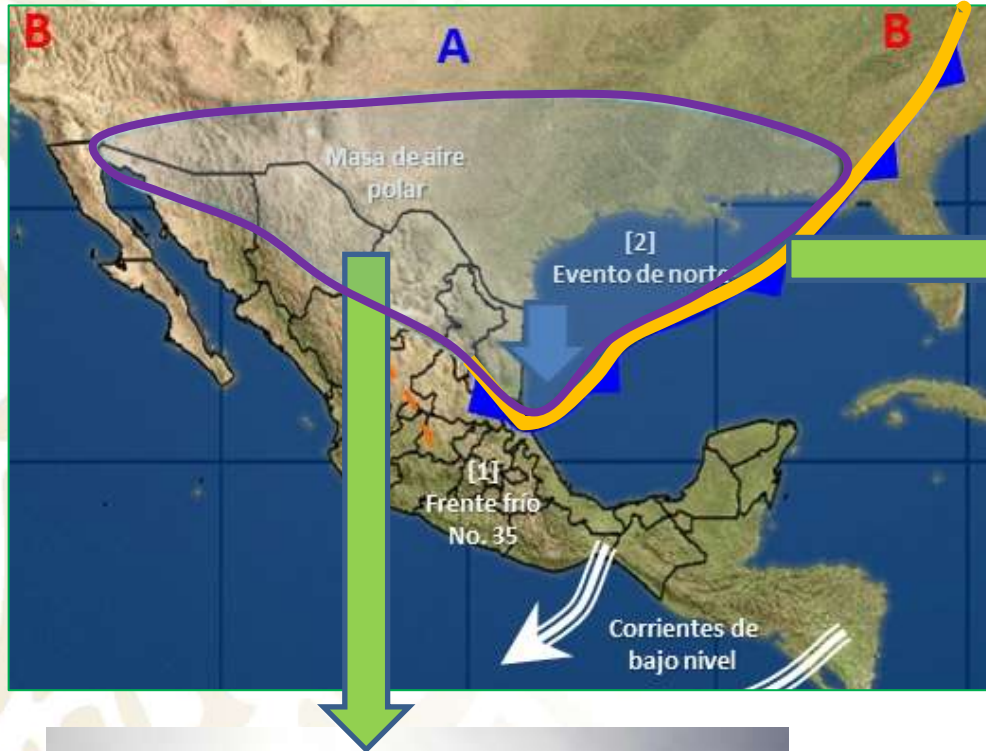 B
A
B
Masa de aire
polar
[2]
Evento de norte
[1]
Frente frío
No. 35
Corrientes de
bajo nivel